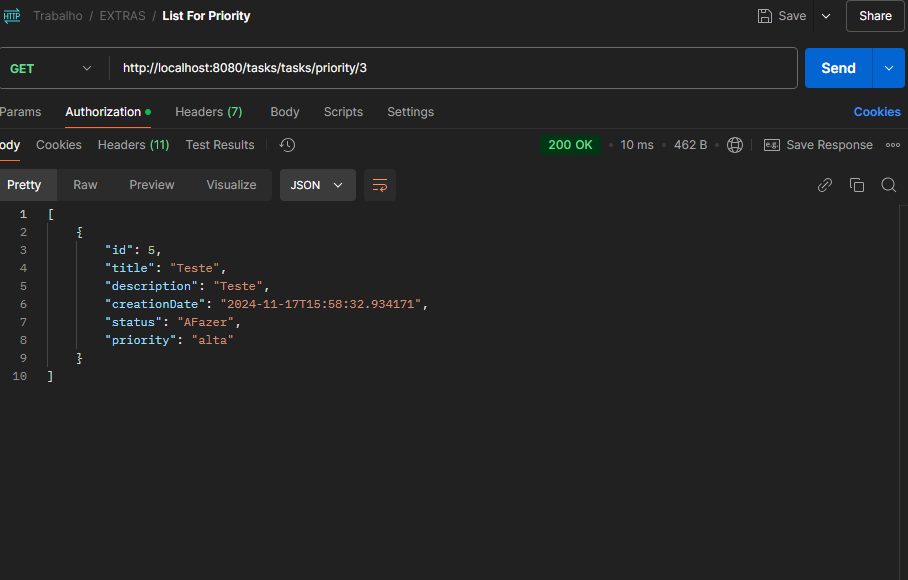 HTTP Trabalho / EXTRAS / List For Priority Save Share
GET http://localhost:8080/tasks/tasks/priority/3 Send
Params Authorization Headers (7) Body Scripts Settings Cookies
ody Cookies Headers (11) Test Results 200 OK 10 ms 462 B e.g. Save Response
Pretty Raw Preview Visualize JSON
1 [
2 {
3 "id": 5,
4 "title": "Teste",
5 "description": "Teste",
6 "creationDate": "2024-11-17T15:58:32.934171",
7 "status": "AFazer",
8 "priority": "alta"
9 }
10 ]